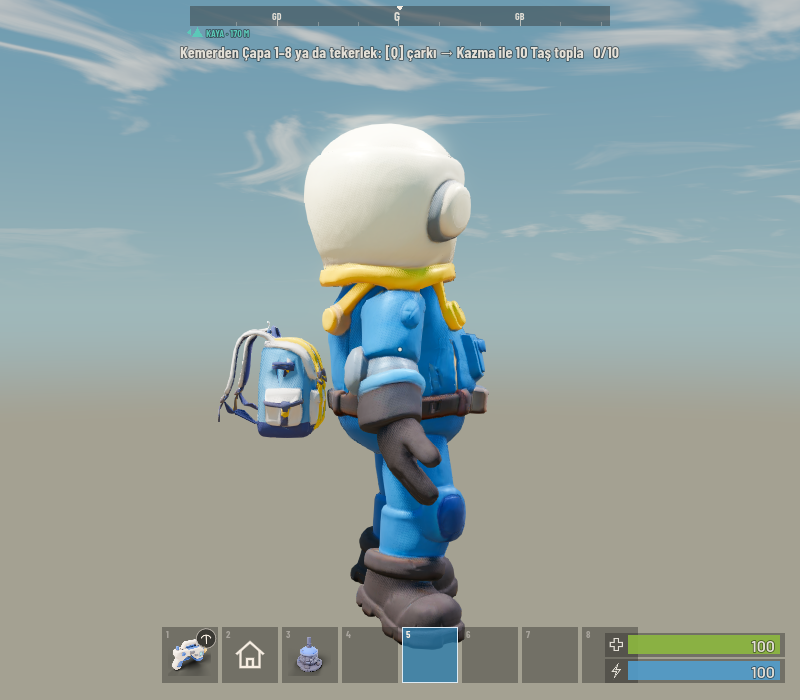 GD G GB
KAYA · 170 M
Kemerden Çapa 1–8 ya da tekerlek: [Q] çarkı → Kazma ile 10 Taş topla 0/10
1 2 3 4 5 6 7 8
100
100